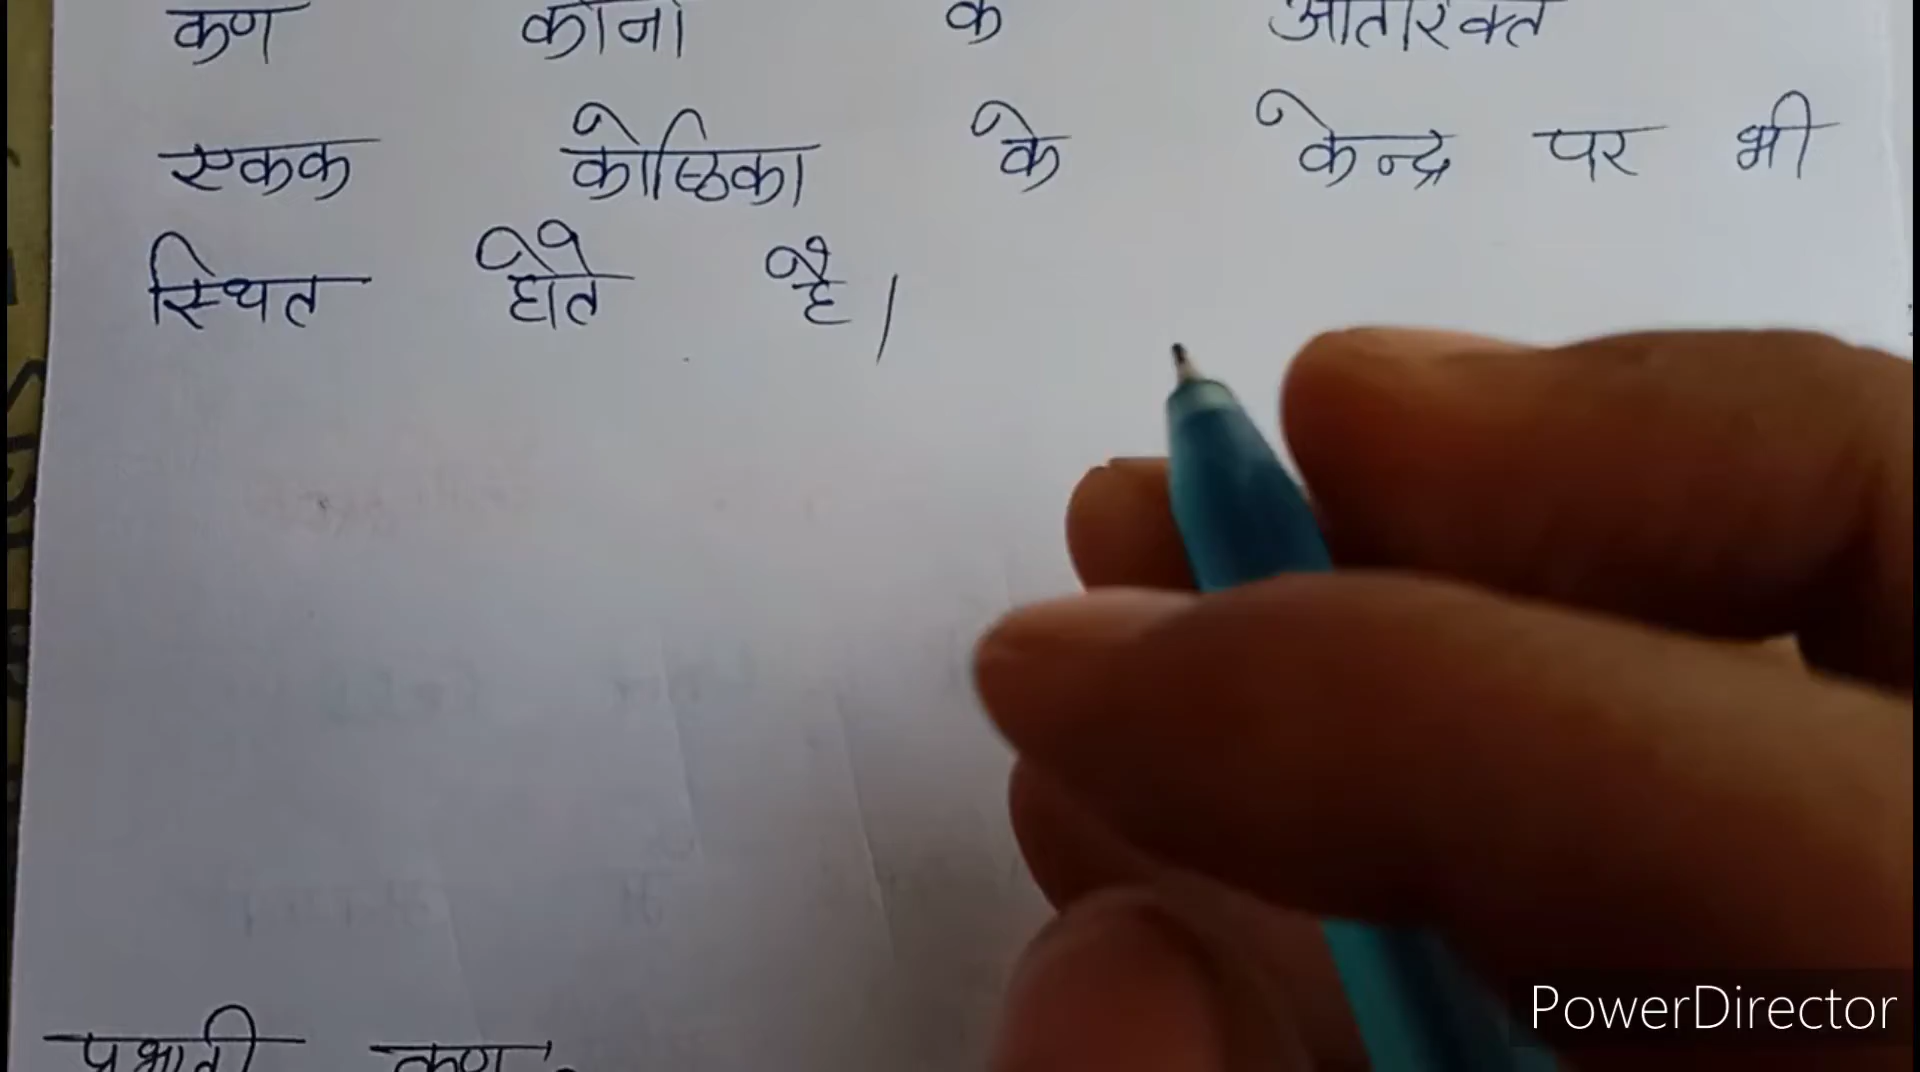 कण कोनो के अतिरिक्त
एकक कोष्ठिका के केन्द्र पर भी
स्थित होते है।
प्रभावी कण :
PowerDirector